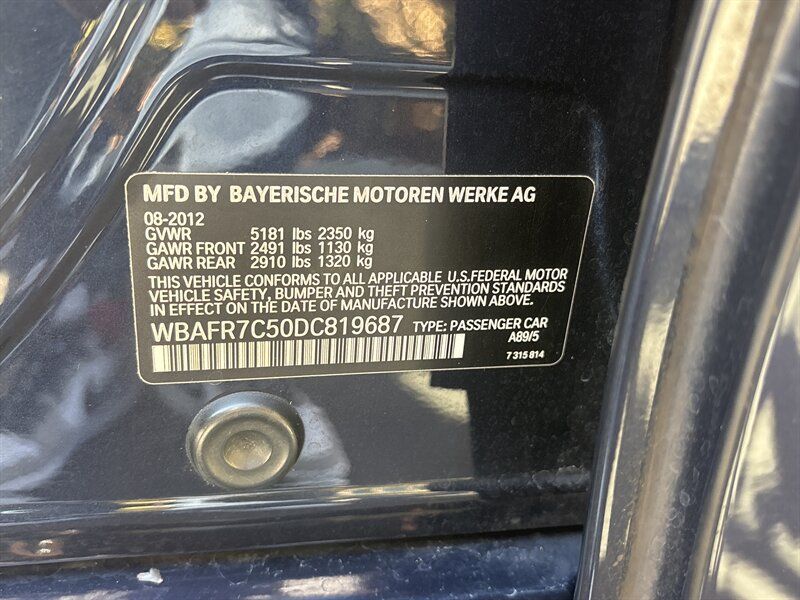 MFD BY BAYERISCHE MOTOREN WERKE AG
08-2012
GVWR 5181 lbs 2350 kg
GAWR FRONT 2491 lbs 1130 kg
GAWR REAR 2910 lbs 1320 kg
THIS VEHICLE CONFORMS TO ALL APPLICABLE U.S.FEDERAL MOTOR
VEHICLE SAFETY, BUMPER AND THEFT PREVENTION STANDARDS
IN EFFECT ON THE DATE OF MANUFACTURE SHOWN ABOVE.
WBAFR7C50DC819687 TYPE: PASSENGER CAR
A89/5
7 315 814